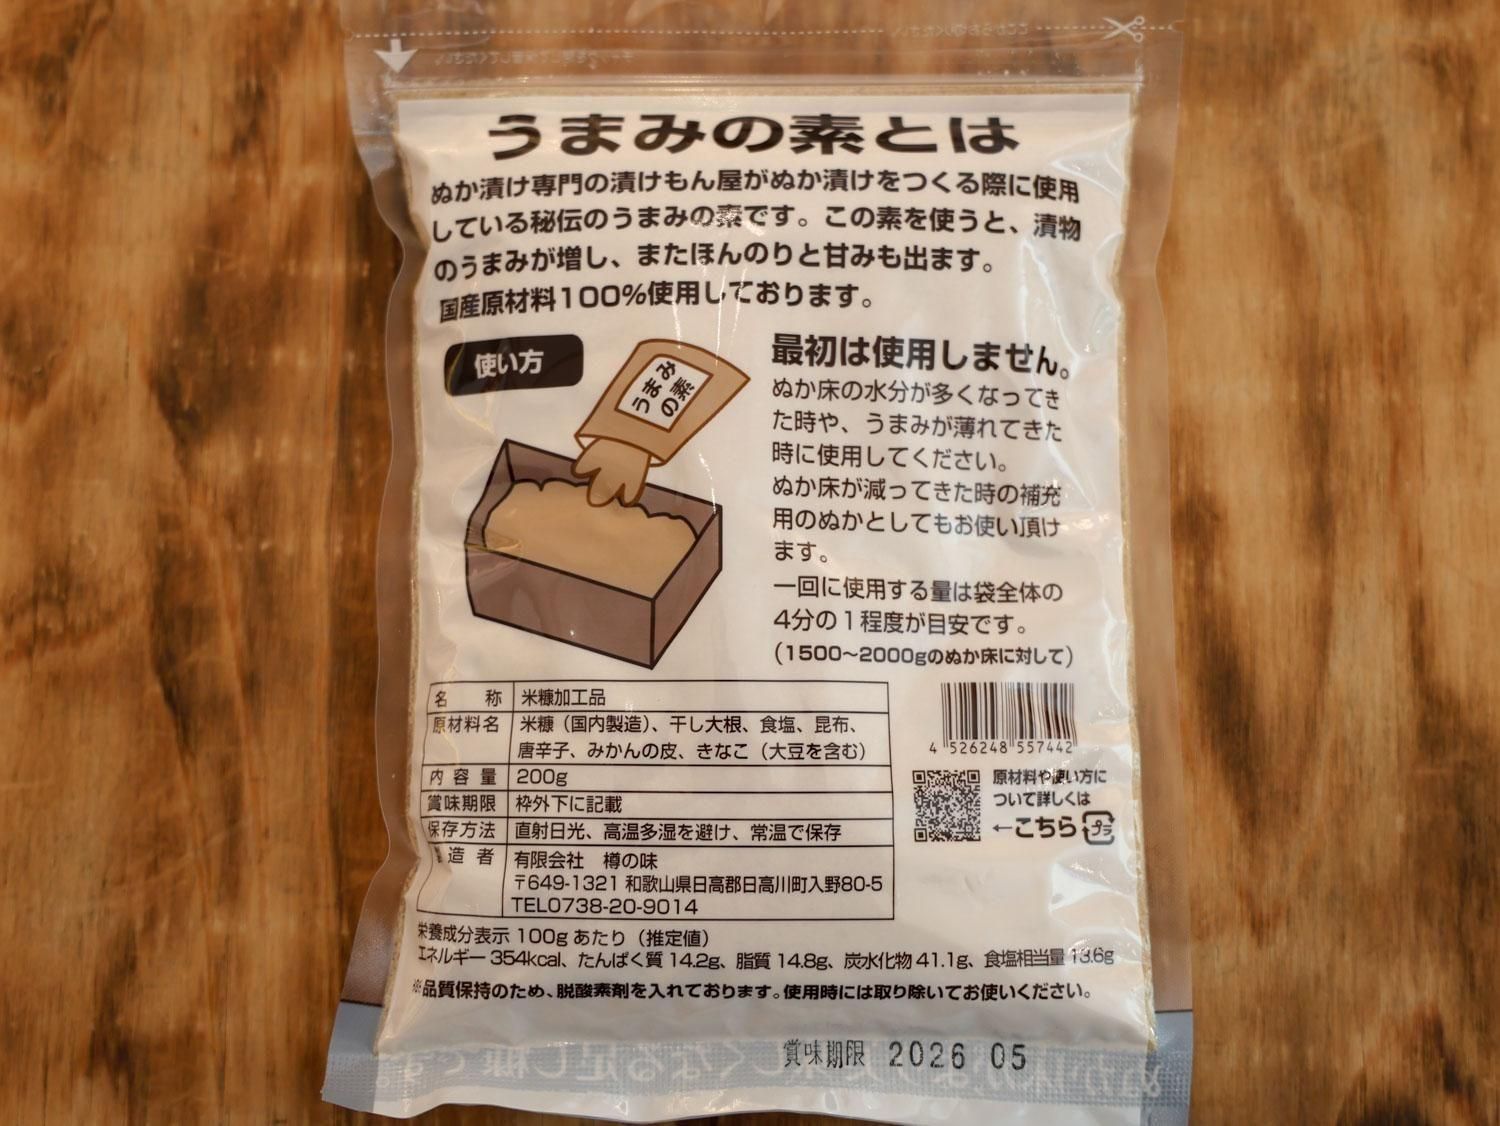 うまみの素とは
ぬか漬け専門の漬けもん屋がぬか漬けをつくる際に使用
している秘伝のうまみの素です。この素を使うと、漬物
のうまみが増し、またほんのりと甘みも出ます。
国産原材料100%使用しております。
使い方
うまみ
の素
最初は使用しません。
ぬか床の水分が多くなってき
た時や、うまみが薄れてきた
時に使用してください。
ぬか床が減ってきた時の補充
用のぬかとしてもお使い頂け
ます。
一回に使用する量は袋全体の
4分の1程度が目安です。
(1500〜2000gのぬか床に対して)
名称 米糠加工品
原材料名 米糠(国内製造)、干し大根、食塩、昆布、
唐辛子、みかんの皮、きなこ(大豆を含む)
内容量 200g
賞味期限 枠外下に記載
保存方法 直射日光、高温多湿を避け、常温で保存
製造者 有限会社 樽の味
〒649-1321 和歌山県日高郡日高川町入野80-5
TEL0738-20-9014
4 526248 557442
原材料や使い方に
ついて詳しくは
←こちら
プラ
栄養成分表示 100gあたり(推定値)
エネルギー 354kcal、たんぱく質 14.2g、脂質 14.8g、炭水化物 41.1g、食塩相当量 13.6g
※品質保持のため、脱酸素剤を入れております。使用時には取り除いてお使いください。
賞味期限 2026 05